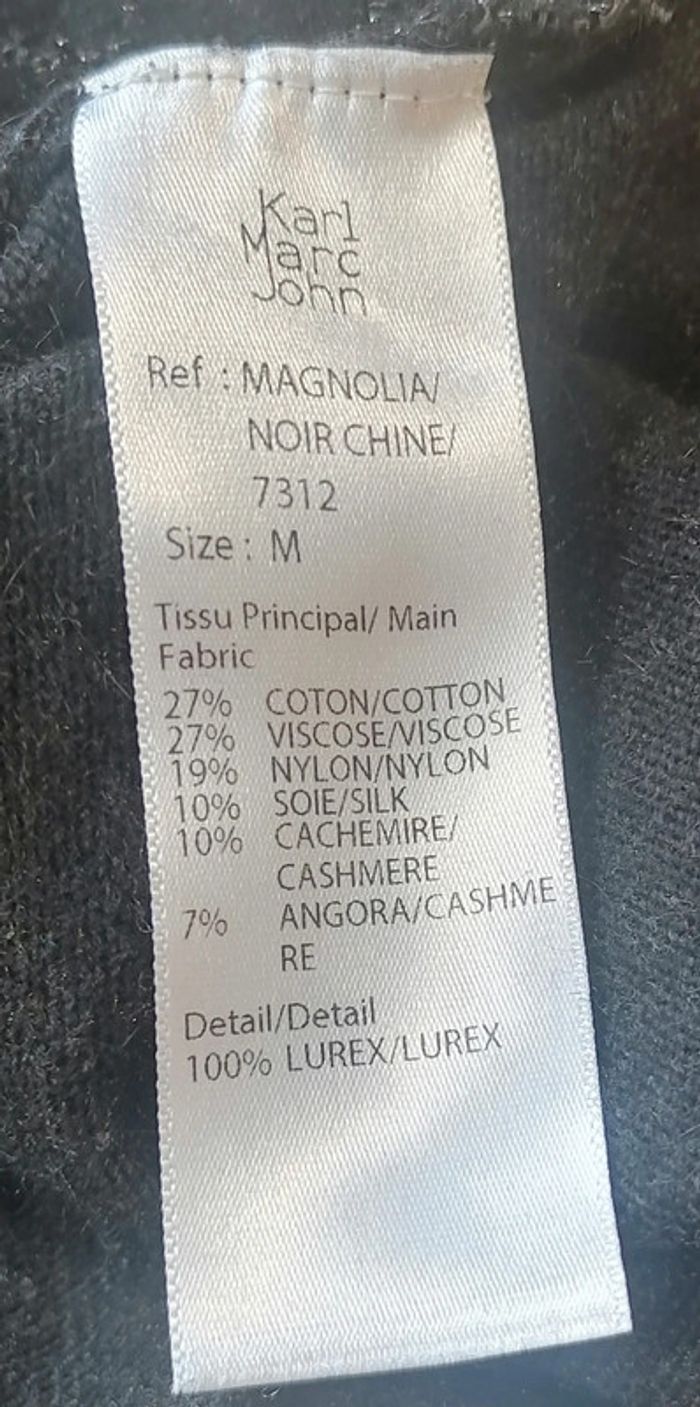 Karl
Marc
John
Ref : MAGNOLIA/
NOIR CHINE/
7312
Size : M
Tissu Principal/ Main
Fabric
27% COTON/COTTON
27% VISCOSE/VISCOSE
19% NYLON/NYLON
10% SOIE/SILK
10% CACHEMIRE/
CASHMERE
7% ANGORA/CASHME
RE
Detail/Detail
100% LUREX/LUREX